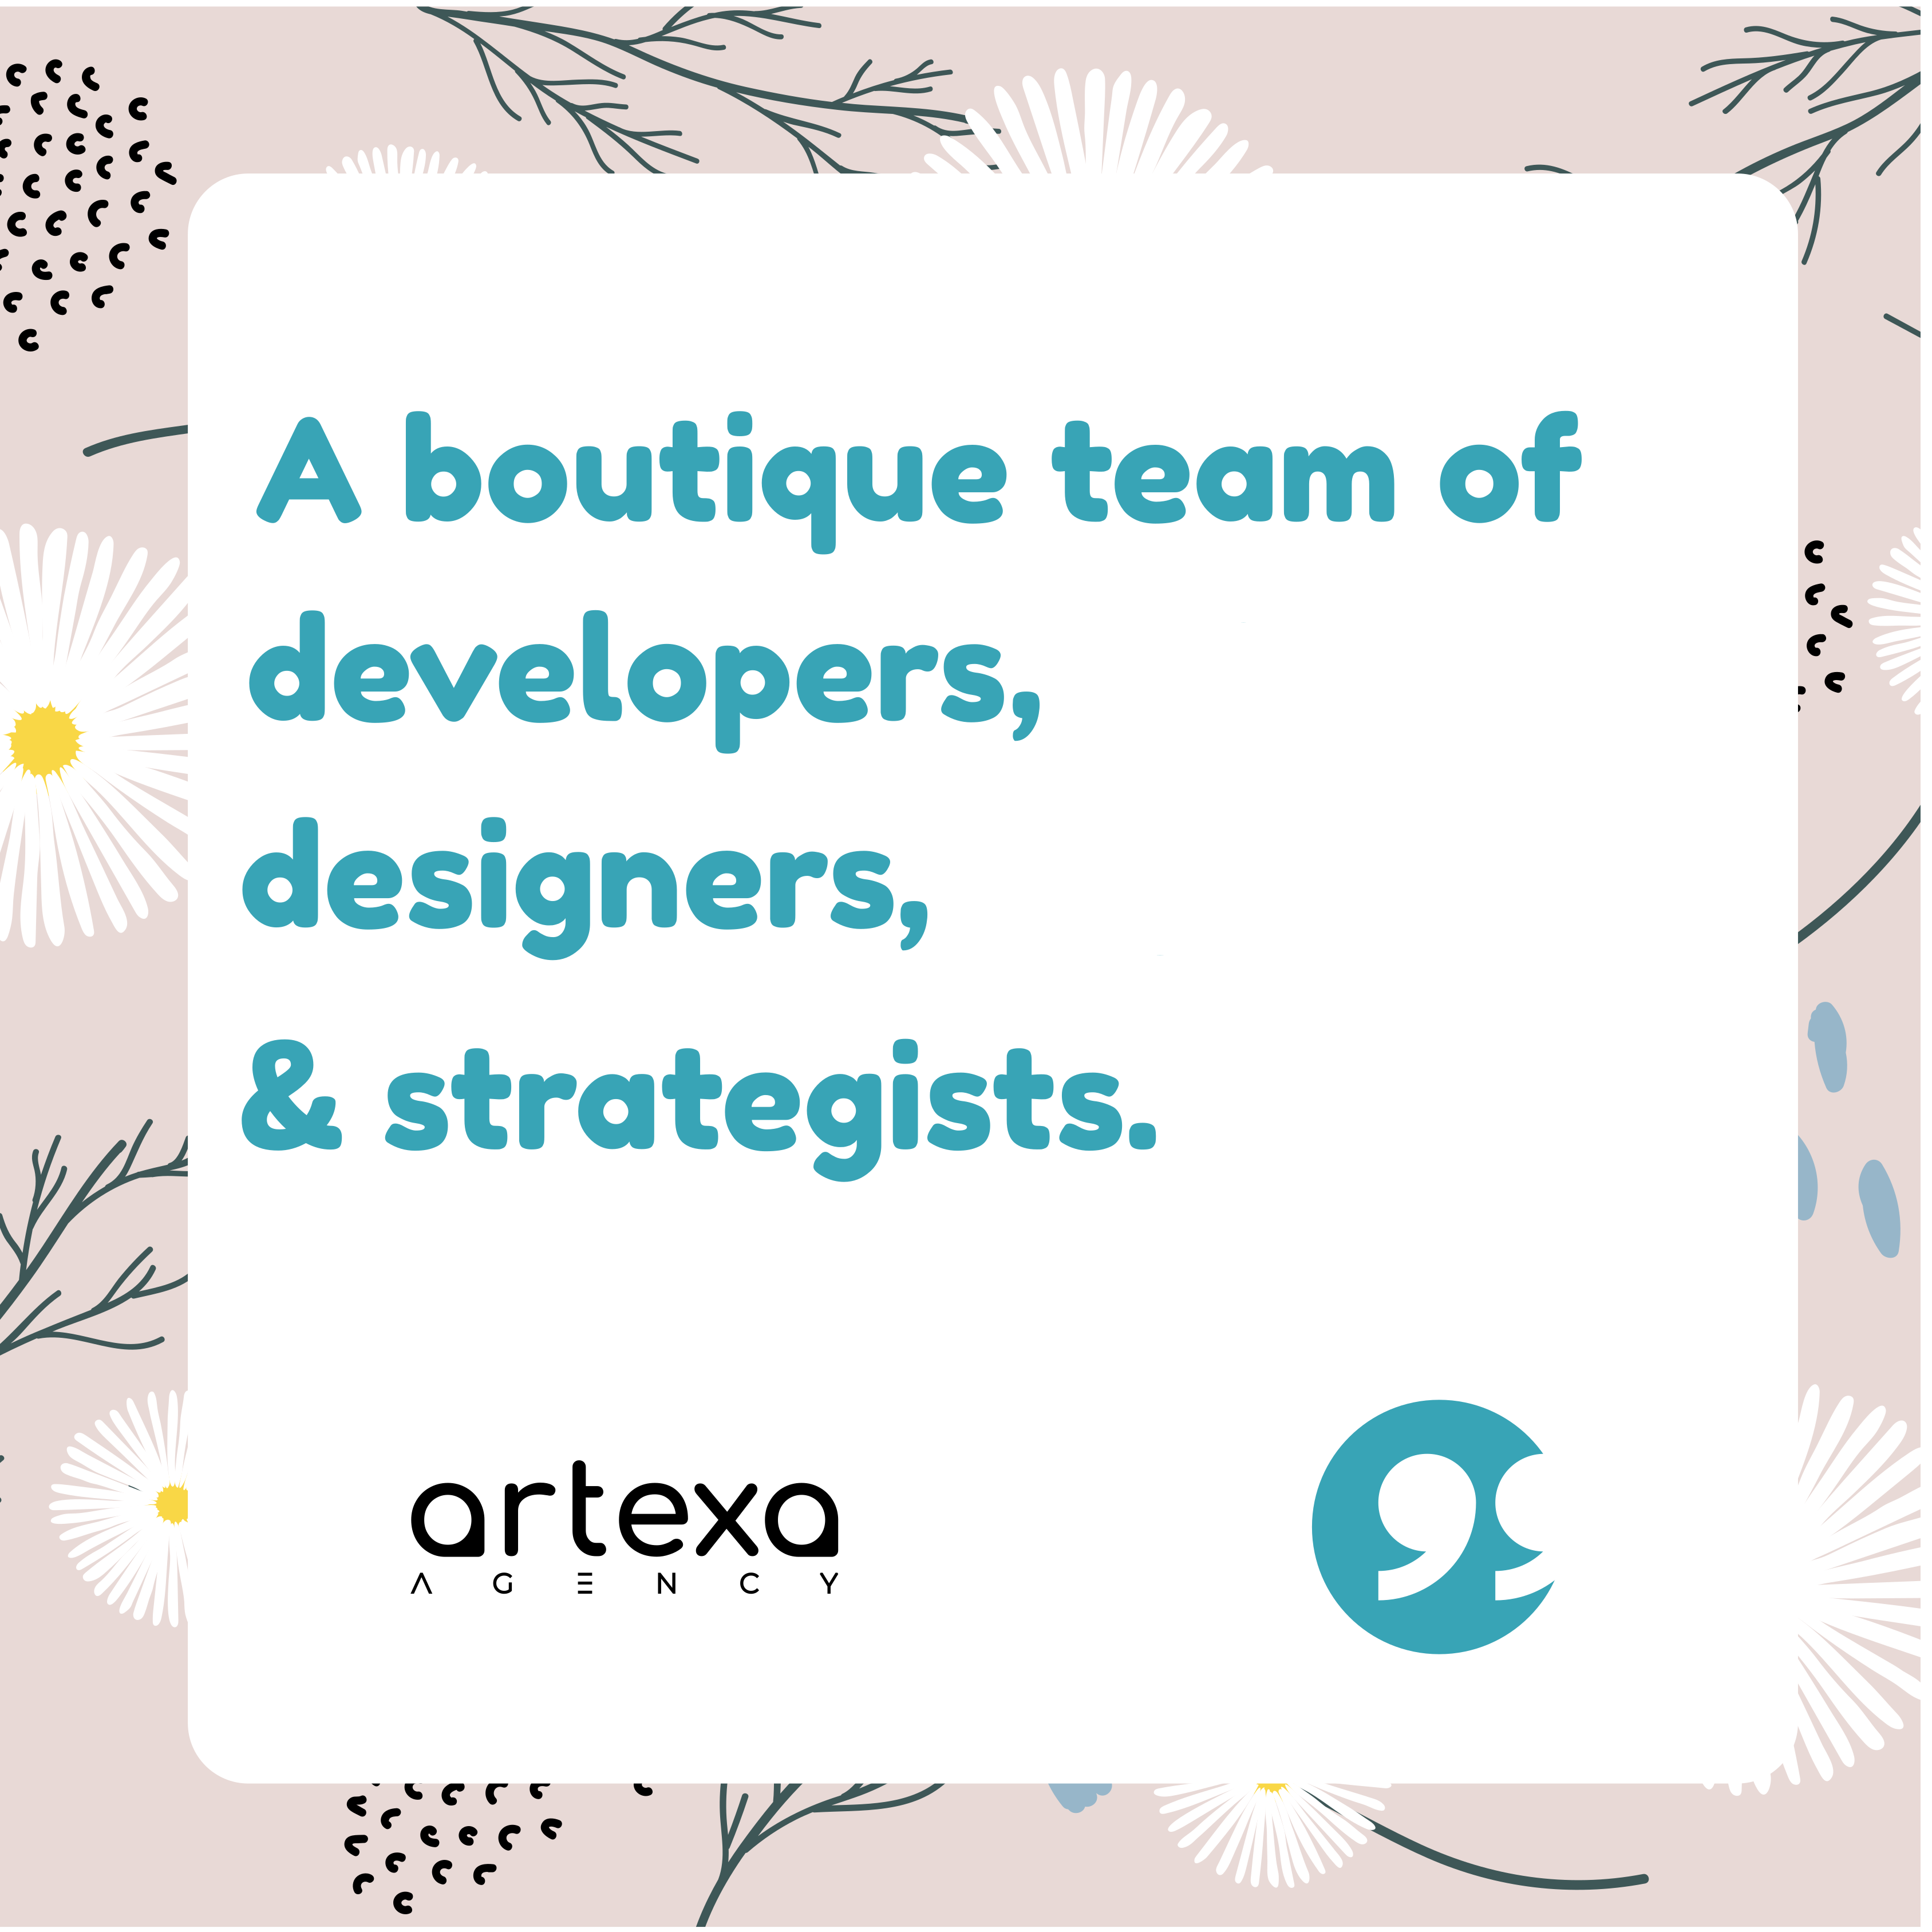 A boutique team of
developers,
designers,
& strategists.
artexa
AGENCY